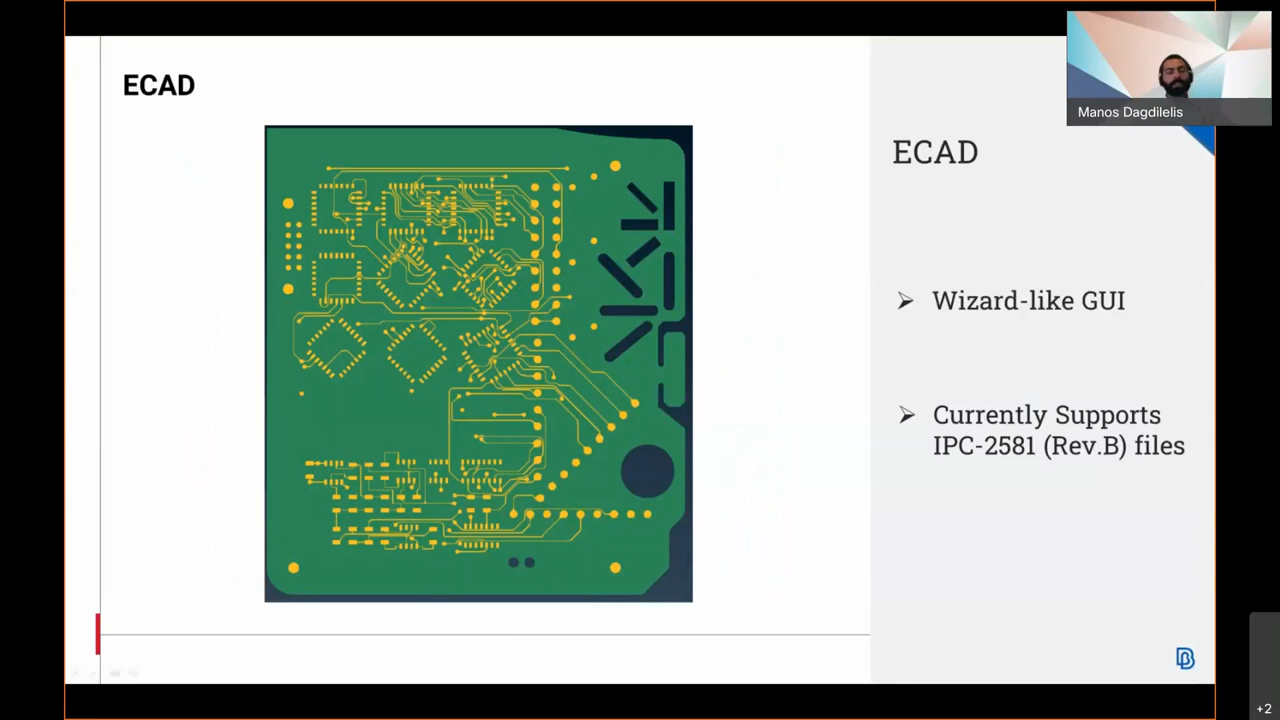 ECAD
Manos Dagdilelis
ECAD
Wizard-like GUI
Currently Supports
IPC-2581 (Rev.B) files
+2